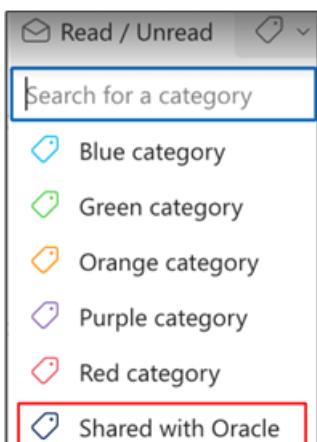 Read / Unread
Search for a category
Blue category
Green category
Orange category
Purple category
Red category
Shared with Oracle